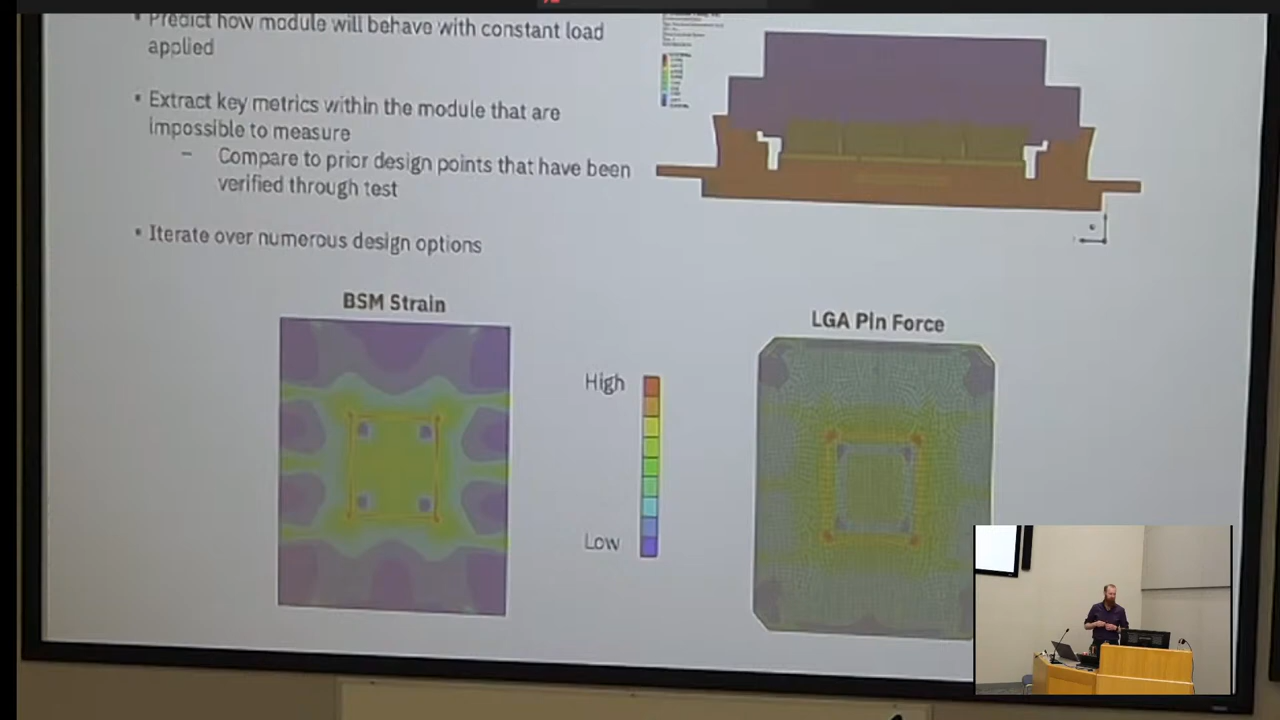 ▪ Predict how module will behave with constant load
applied
▪ Extract key metrics within the module that are
impossible to measure
– Compare to prior design points that have been
verified through test
▪ Iterate over numerous design options
BSM Strain
LGA Pin Force
High
Low